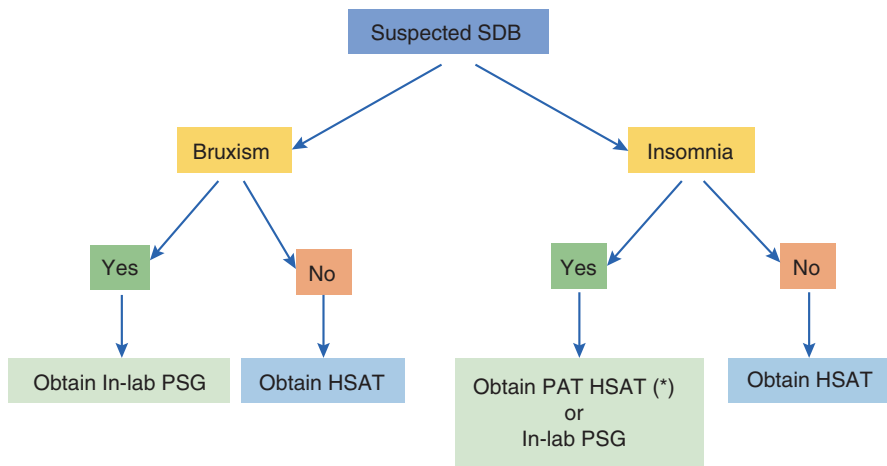 Suspected SDB
Bruxism
Insomnia
Yes
No
Yes
No
Obtain In-lab PSG
Obtain HSAT
Obtain PAT HSAT (*)
or
In-lab PSG
Obtain HSAT